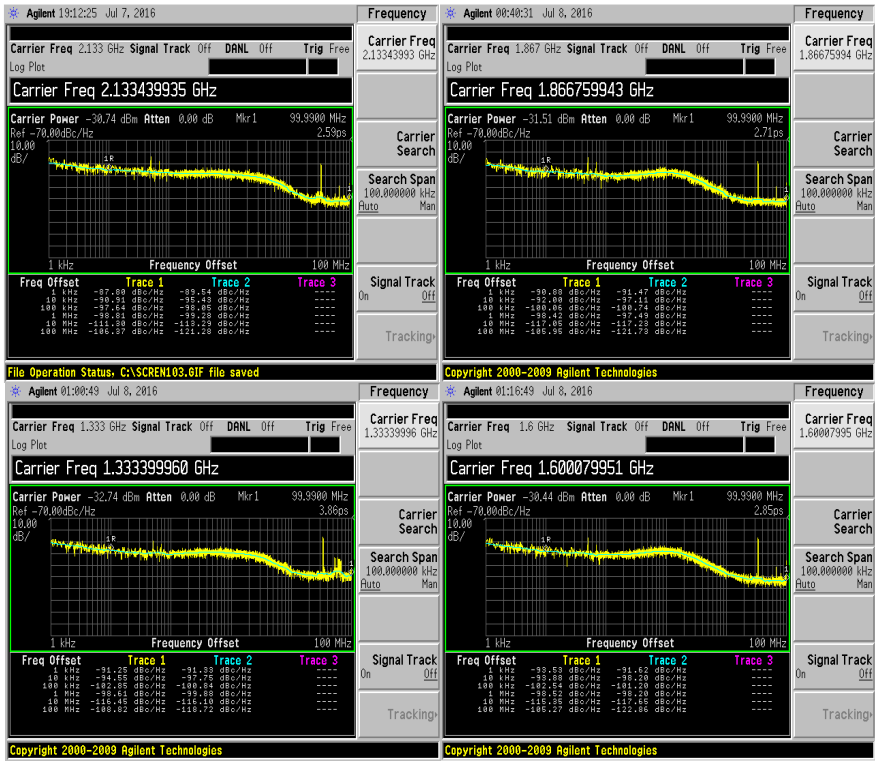 Agilent 19:12:25 Jul 7, 2016
Frequency
Carrier Freq 2.133 GHz Signal Track Off DANL Off Trig Free
Log Plot
Carrier Freq 2.133439935 GHz
Carrier Power -30.74 dBm Atten 0.00 dB Mkr1 99.9900 MHz
Ref -70.00dBc/Hz 2.59ps
10.00
dB/
1R
1
1 kHz Frequency Offset 100 MHz
Freq Offset Trace 1 Trace 2 Trace 3
1 kHz -87.80 dBc/Hz -89.54 dBc/Hz ----
10 kHz -90.91 dBc/Hz -95.43 dBc/Hz ----
100 kHz -97.64 dBc/Hz -98.05 dBc/Hz ----
1 MHz -98.81 dBc/Hz -99.28 dBc/Hz ----
10 MHz -111.30 dBc/Hz -113.29 dBc/Hz ----
100 MHz -106.37 dBc/Hz -121.28 dBc/Hz ----
Carrier Freq
2.13343993 GHz
Carrier
Search
Search Span
100.000000 kHz
Auto Man
Signal Track
On Off
Tracking
File Operation Status, C:\SCREN103.GIF file saved
Agilent 00:40:31 Jul 8, 2016
Frequency
Carrier Freq 1.867 GHz Signal Track Off DANL Off Trig Free
Log Plot
Carrier Freq 1.866759943 GHz
Carrier Power -31.51 dBm Atten 0.00 dB Mkr1 99.9900 MHz
Ref -70.00dBc/Hz 2.71ps
10.00
dB/
1R
1
1 kHz Frequency Offset 100 MHz
Freq Offset Trace 1 Trace 2 Trace 3
1 kHz -90.88 dBc/Hz -91.47 dBc/Hz ----
10 kHz -92.00 dBc/Hz -97.11 dBc/Hz ----
100 kHz -100.06 dBc/Hz -100.74 dBc/Hz ----
1 MHz -98.42 dBc/Hz -97.49 dBc/Hz ----
10 MHz -117.05 dBc/Hz -117.23 dBc/Hz ----
100 MHz -105.95 dBc/Hz -121.73 dBc/Hz ----
Carrier Freq
1.86675994 GHz
Carrier
Search
Search Span
100.000000 kHz
Auto Man
Signal Track
On Off
Tracking
Copyright 2000-2009 Agilent Technologies
Agilent 01:00:49 Jul 8, 2016
Frequency
Carrier Freq 1.333 GHz Signal Track Off DANL Off Trig Free
Log Plot
Carrier Freq 1.333399960 GHz
Carrier Power -32.74 dBm Atten 0.00 dB Mkr1 99.9900 MHz
Ref -70.00dBc/Hz 3.86ps
10.00
dB/
1R
1
1 kHz Frequency Offset 100 MHz
Freq Offset Trace 1 Trace 2 Trace 3
1 kHz -91.25 dBc/Hz -91.33 dBc/Hz ----
10 kHz -94.55 dBc/Hz -97.75 dBc/Hz ----
100 kHz -102.85 dBc/Hz -100.84 dBc/Hz ----
1 MHz -98.61 dBc/Hz -99.88 dBc/Hz ----
10 MHz -116.45 dBc/Hz -116.10 dBc/Hz ----
100 MHz -108.82 dBc/Hz -118.72 dBc/Hz ----
Carrier Freq
1.33339996 GHz
Carrier
Search
Search Span
100.000000 kHz
Auto Man
Signal Track
On Off
Tracking
Copyright 2000-2009 Agilent Technologies
Agilent 01:16:49 Jul 8, 2016
Frequency
Carrier Freq 1.6 GHz Signal Track Off DANL Off Trig Free
Log Plot
Carrier Freq 1.600079951 GHz
Carrier Power -30.44 dBm Atten 0.00 dB Mkr1 99.9900 MHz
Ref -70.00dBc/Hz 2.85ps
10.00
dB/
1R
1
1 kHz Frequency Offset 100 MHz
Freq Offset Trace 1 Trace 2 Trace 3
1 kHz -93.53 dBc/Hz -91.62 dBc/Hz ----
10 kHz -93.88 dBc/Hz -98.20 dBc/Hz ----
100 kHz -102.54 dBc/Hz -101.20 dBc/Hz ----
1 MHz -98.52 dBc/Hz -98.20 dBc/Hz ----
10 MHz -115.35 dBc/Hz -117.65 dBc/Hz ----
100 MHz -105.27 dBc/Hz -122.86 dBc/Hz ----
Carrier Freq
1.60007995 GHz
Carrier
Search
Search Span
100.000000 kHz
Auto Man
Signal Track
On Off
Tracking
Copyright 2000-2009 Agilent Technologies